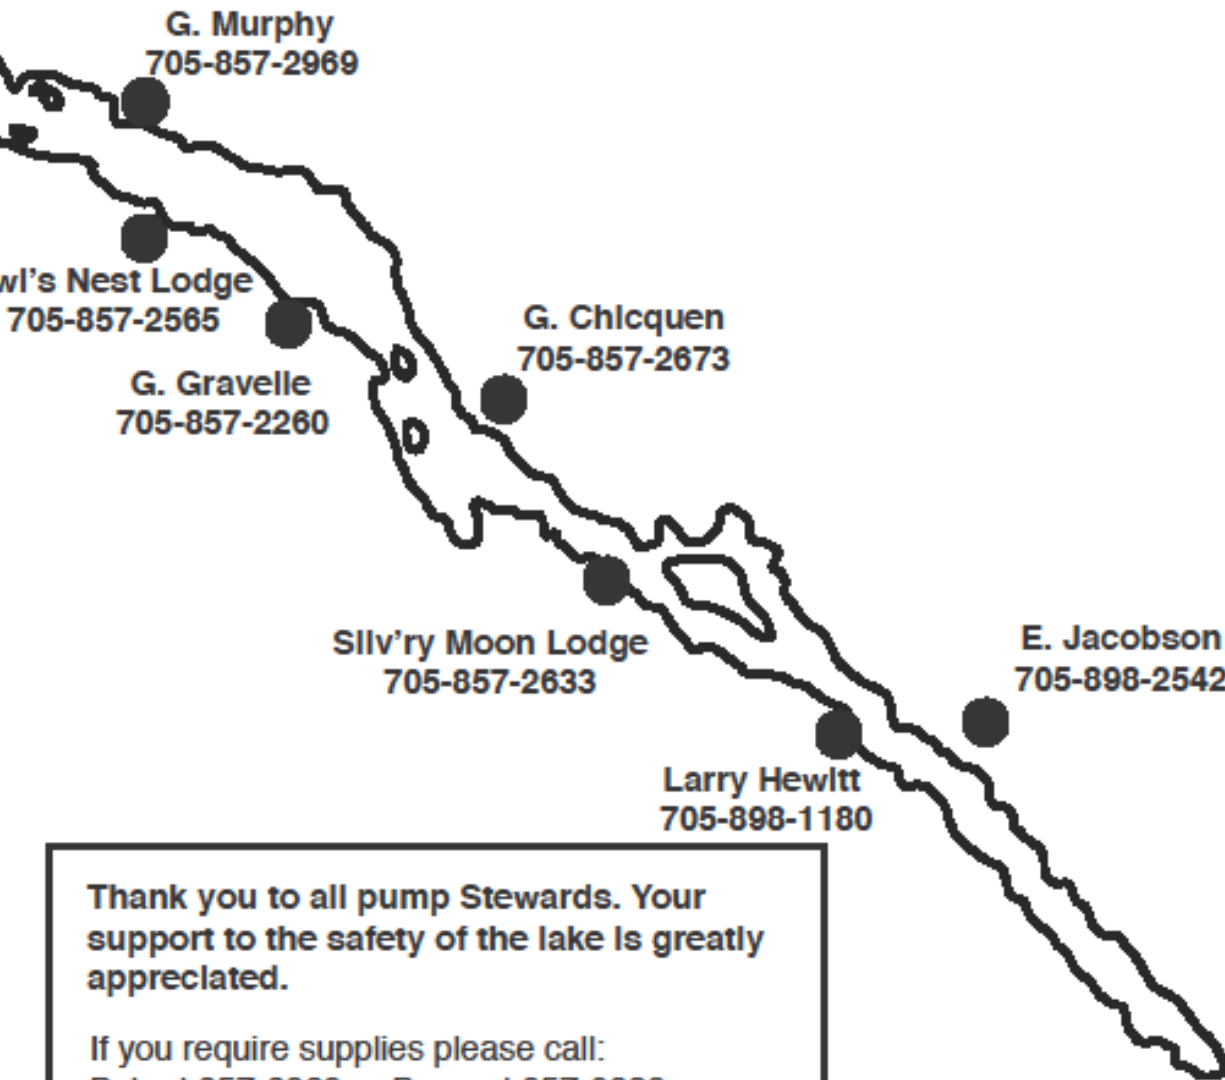 G. Murphy
705-857-2969
wl's Nest Lodge
705-857-2565
G. Gravelle
705-857-2260
G. Chicquen
705-857-2673
Silv'ry Moon Lodge
705-857-2633
E. Jacobson
705-898-2542
Larry Hewitt
705-898-1180
Thank you to all pump Stewards. Your
support to the safety of the lake is greatly
appreciated.
If you require supplies please call: